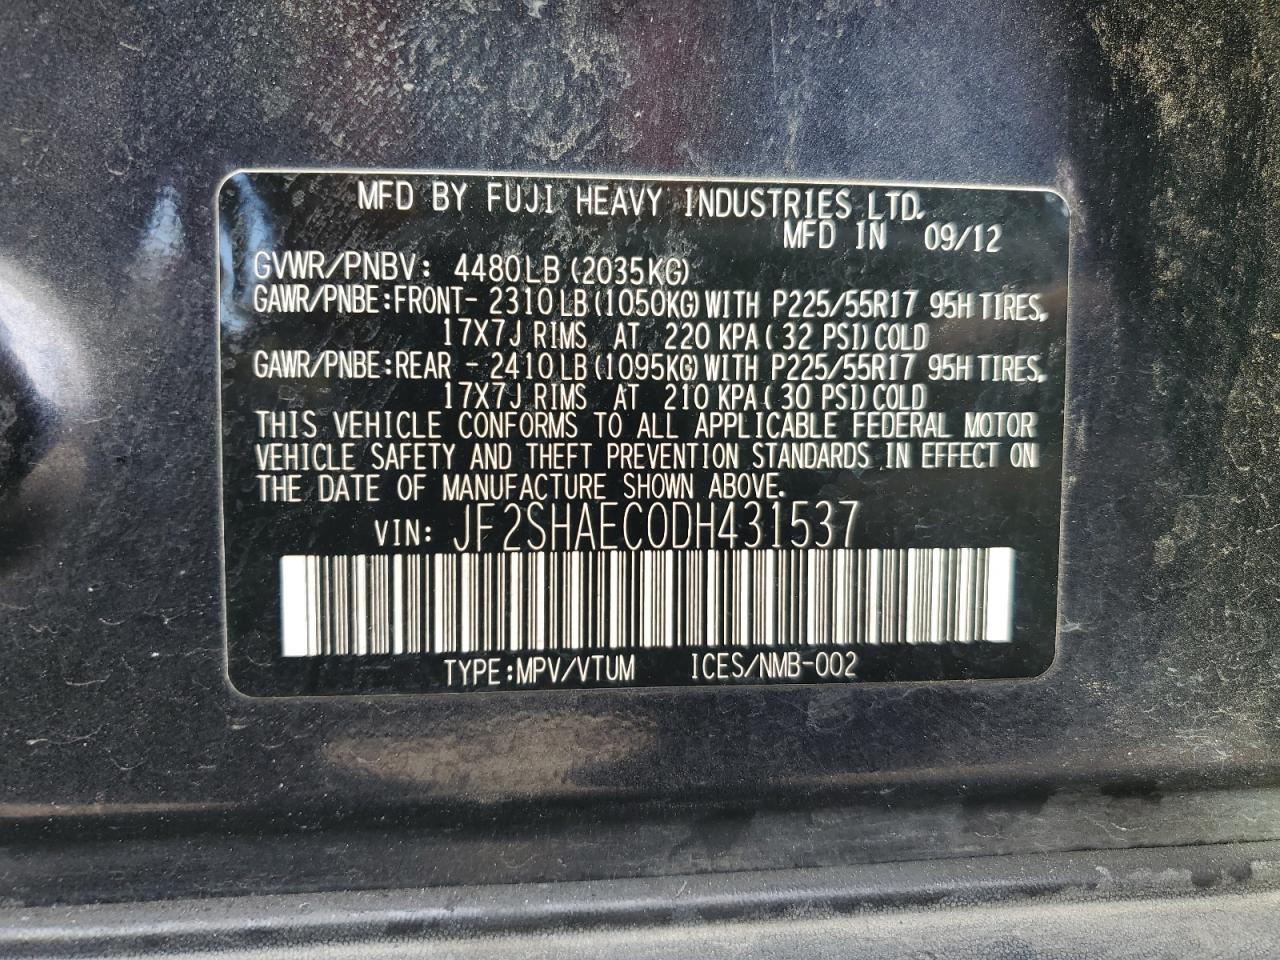 MFD BY FUJI HEAVY INDUSTRIES LTD.
MFD IN 09/12
GVWR/PNBV: 4480LB (2035KG)
GAWR/PNBE:FRONT- 2310 LB (1050KG) WITH P225/55R17 95H TIRES,
17X7J RIMS AT 220 KPA (32 PSI) COLD
GAWR/PNBE:REAR - 2410 LB (1095KG) WITH P225/55R17 95H TIRES,
17X7J RIMS AT 210 KPA (30 PSI) COLD
THIS VEHICLE CONFORMS TO ALL APPLICABLE FEDERAL MOTOR
VEHICLE SAFETY AND THEFT PREVENTION STANDARDS IN EFFECT ON
THE DATE OF MANUFACTURE SHOWN ABOVE.
VIN: JF2SHAEC0DH431537
TYPE:MPV/VTUM ICES/NMB-002